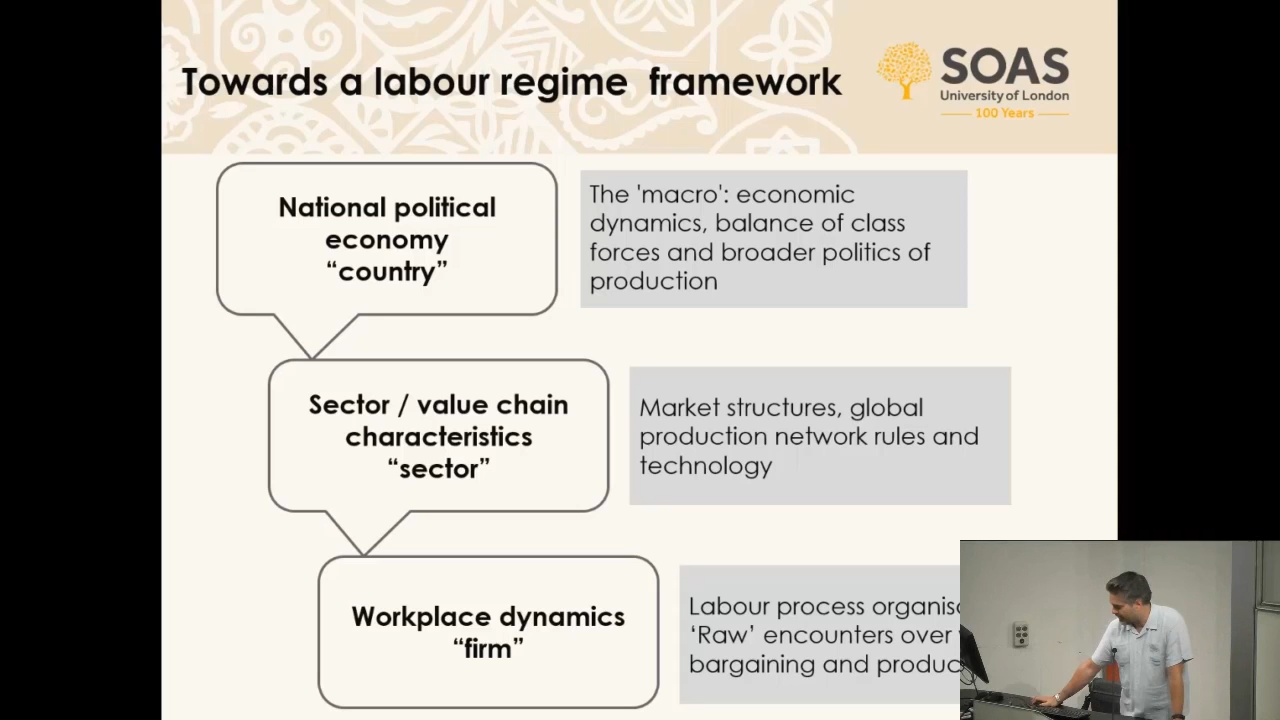 Towards a labour regime framework
SOAS
University of London
100 Years
National political
economy
“country”
The 'macro': economic
dynamics, balance of class
forces and broader politics of
production
Sector / value chain
characteristics
“sector”
Market structures, global
production network rules and
technology
Workplace dynamics
“firm”
Labour process
‘Raw’ encounters over
bargaining and